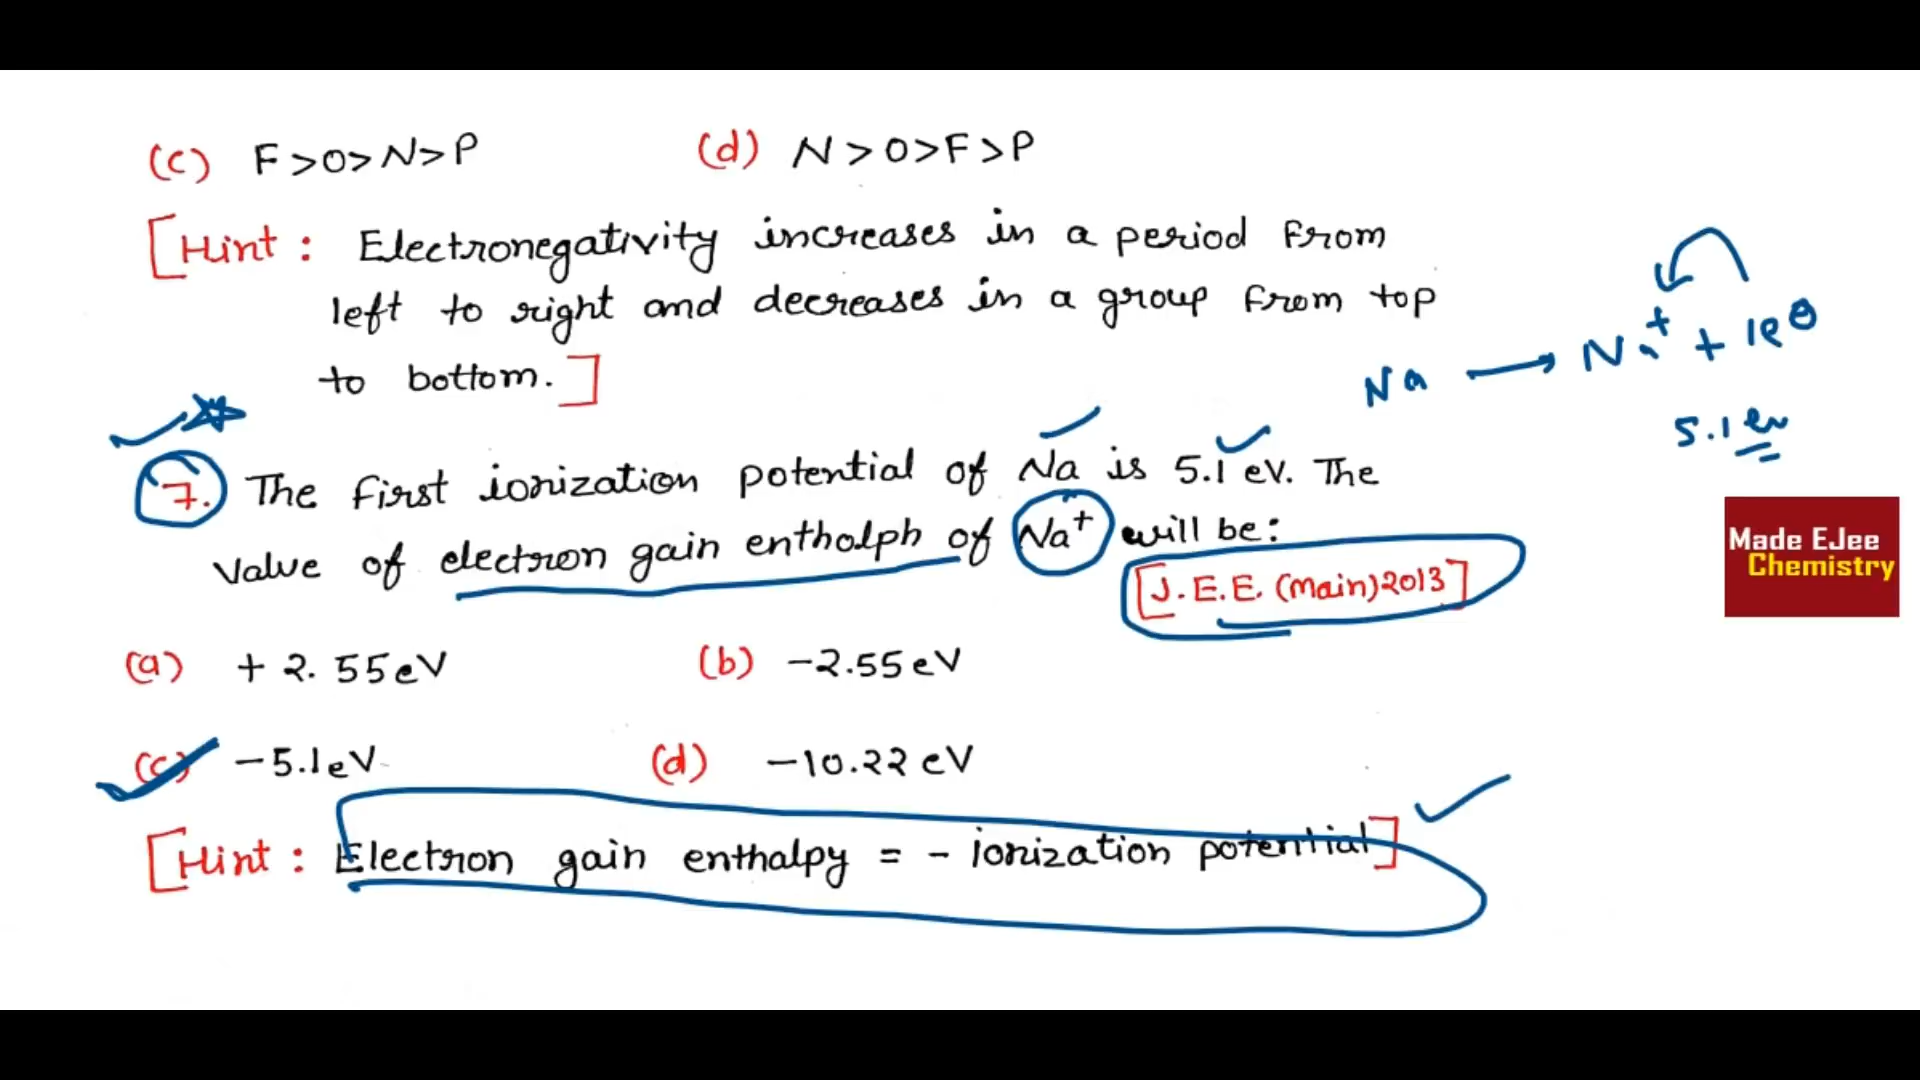 (c) F>O>N>P (d) N>O>F>P
[Hint: Electronegativity increases in a period from
left to right and decreases in a group from top
to bottom.]
Na → Na⁺ + 1e⊖
5.1 ev
7. The first ionization potential of Na is 5.1 eV. The
value of electron gain enthalph of Na⁺ will be:
[J.E.E. (main) 2013]
(a) +2.55eV (b) -2.55 eV
(c) -5.1eV (d) -10.22 eV
[Hint: Electron gain enthalpy = - ionization potential]
Made EJee
Chemistry